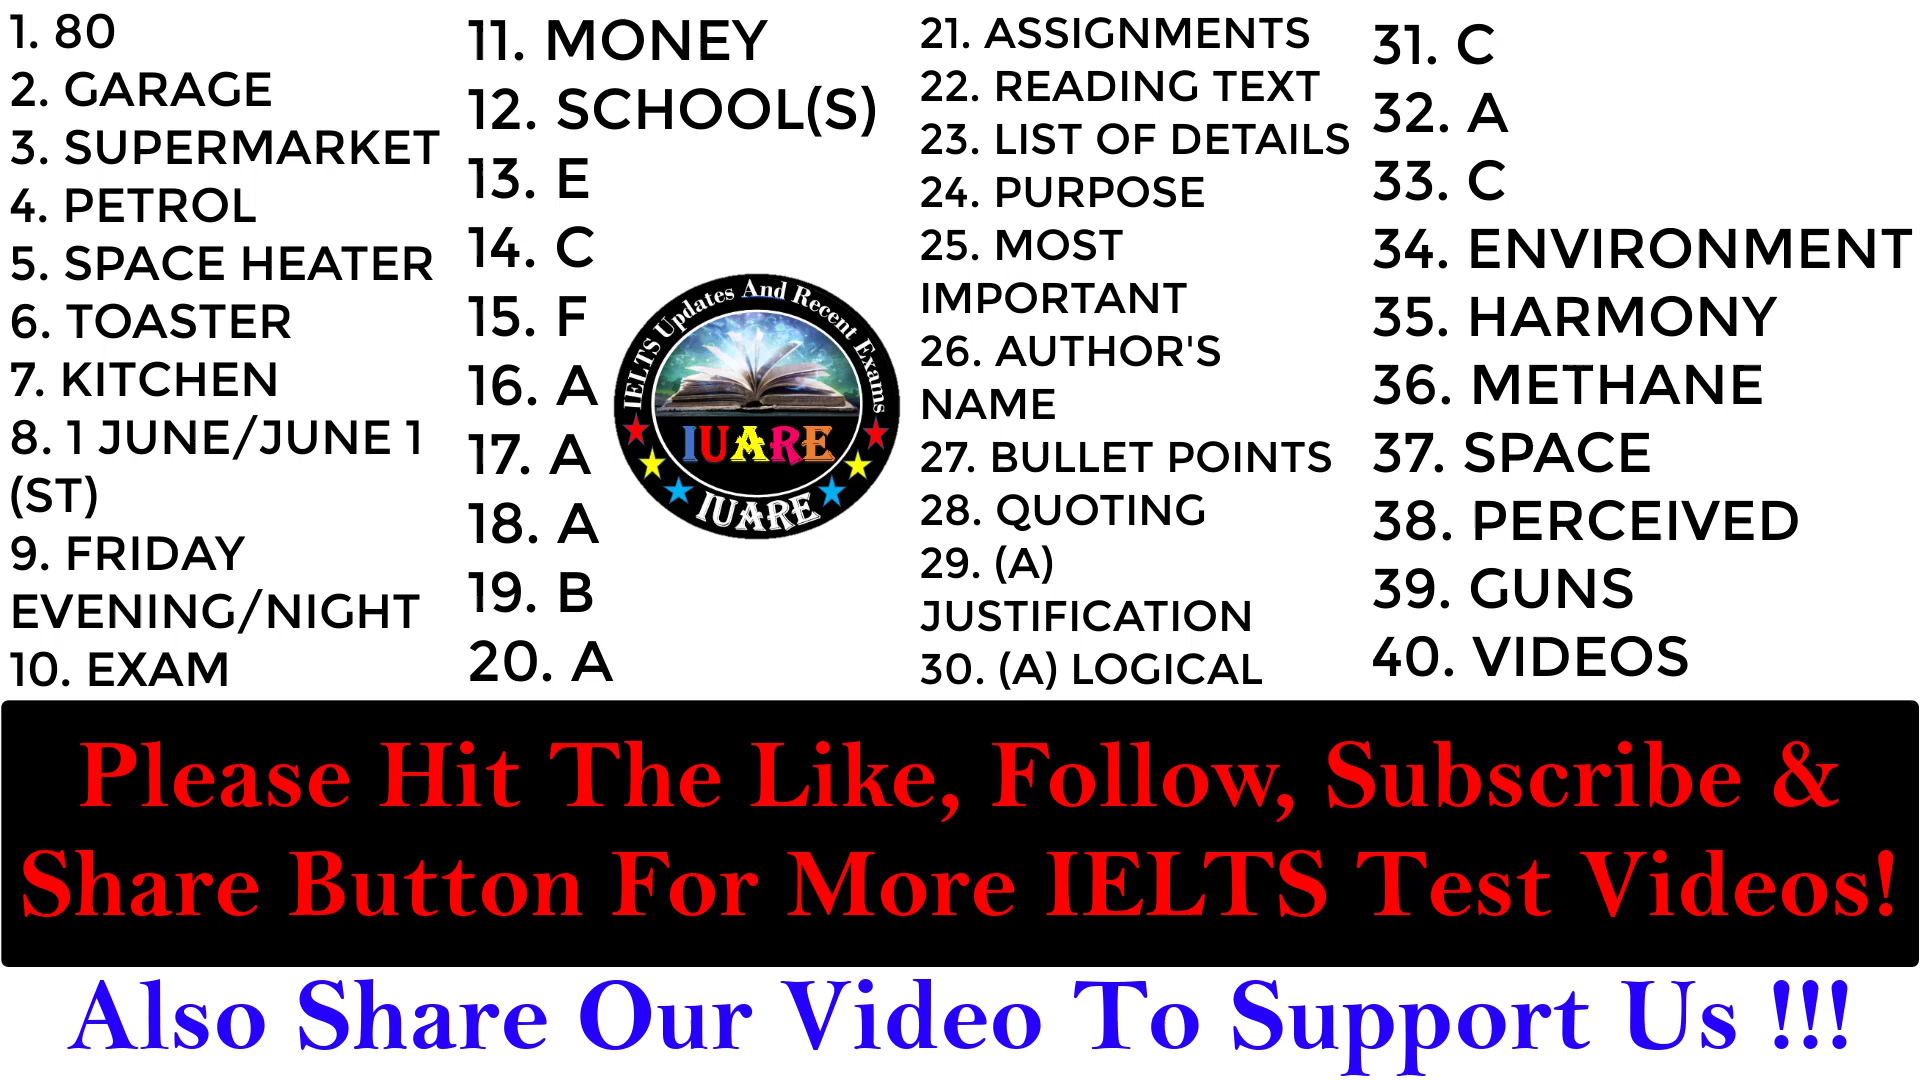 1. 80
2. GARAGE
3. SUPERMARKET
4. PETROL
5. SPACE HEATER
6. TOASTER
7. KITCHEN
8. 1 JUNE/JUNE 1
(ST)
9. FRIDAY
EVENING/NIGHT
10. EXAM
11. MONEY
12. SCHOOL(S)
13. E
14. C
15. F
16. A
17. A
18. A
19. B
20. A
IELTS Updates And Recent Exams
IUARE
IUARE
21. ASSIGNMENTS
22. READING TEXT
23. LIST OF DETAILS
24. PURPOSE
25. MOST
IMPORTANT
26. AUTHOR'S
NAME
27. BULLET POINTS
28. QUOTING
29. (A)
JUSTIFICATION
30. (A) LOGICAL
31. C
32. A
33. C
34. ENVIRONMENT
35. HARMONY
36. METHANE
37. SPACE
38. PERCEIVED
39. GUNS
40. VIDEOS
Please Hit The Like, Follow, Subscribe &
Share Button For More IELTS Test Videos!
Also Share Our Video To Support Us !!!